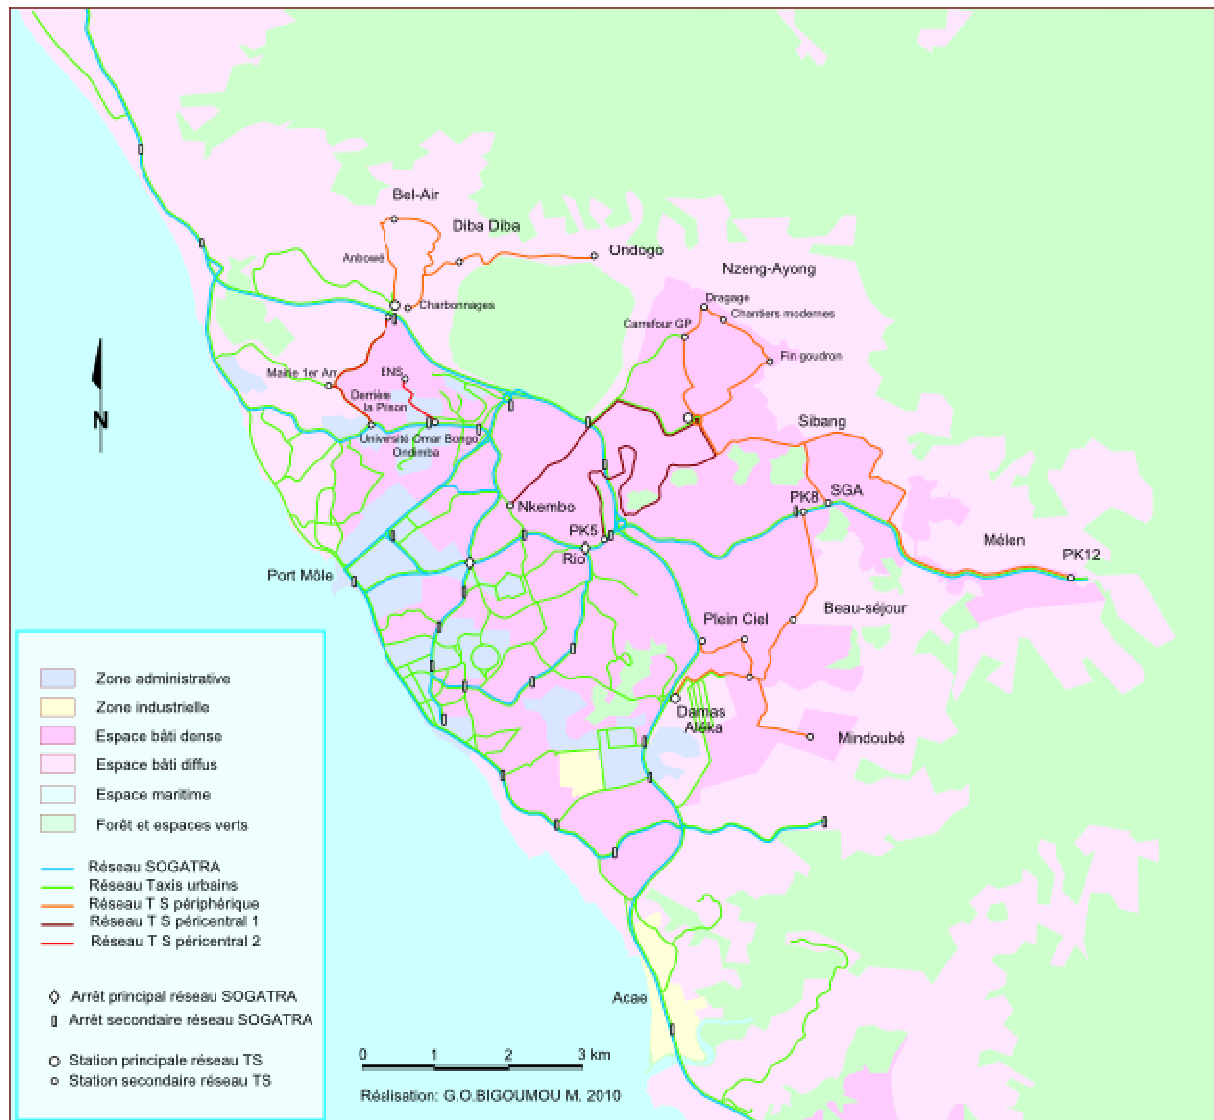 Bel-Air
Diba Diba
Ondogo
Anbowé
Nzeng-Ayong
Charbonnages
Dragage
Chantiers modernes
Carrefour GP
Fin goudron
Mairie 1er Arr
ENS
Derrière
la Pison
N
Sibang
Université Omar Bongo
Ondimba
PK8
SGA
Nkembo
PK5
Rio
Mélen
PK12
Port Môle
Plein Ciel
Beau-séjour
Damas
Aléka
Mindoubé
Zone administrative
Zone industrielle
Espace bâti dense
Espace bâti diffus
Espace maritime
Forêt et espaces verts
Réseau SOGATRA
Réseau Taxis urbains
Réseau T S périphérique
Réseau T S péricentral 1
Réseau T S péricentral 2
Arrêt principal réseau SOGATRA
Arrêt secondaire réseau SOGATRA
Station principale réseau TS
Station secondaire réseau TS
Acae
0 1 2 3 km
Réalisation: G.O.BIGOUMOU M. 2010